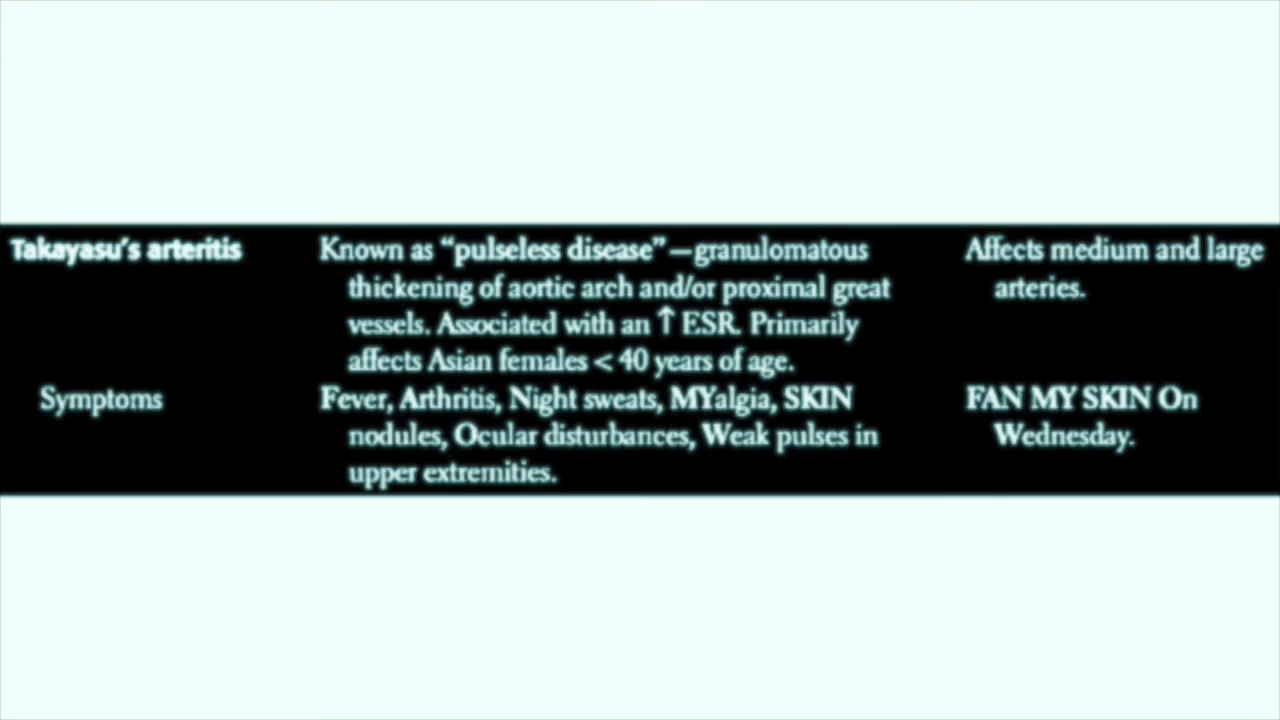 Takayasu's arteritis
Known as “pulseless disease”—granulomatous
thickening of aortic arch and/or proximal great
vessels. Associated with an ↑ ESR. Primarily
affects Asian females < 40 years of age.
Affects medium and large
arteries.
Symptoms
Fever, Arthritis, Night sweats, MYalgia, SKIN
nodules, Ocular disturbances, Weak pulses in
upper extremities.
FAN MY SKIN On
Wednesday.